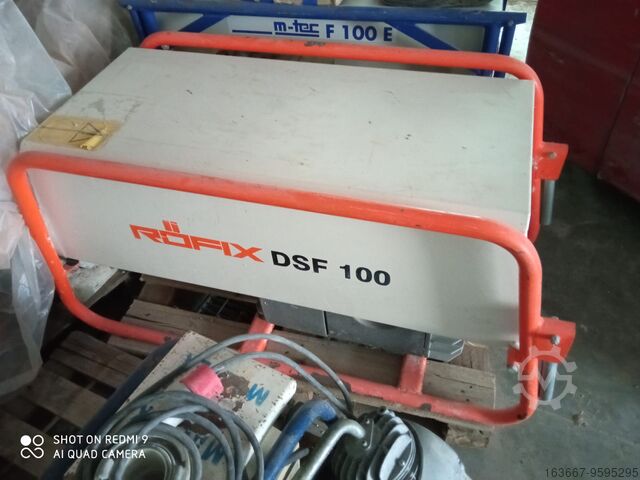 m-tec F 100 E
RÖFIX DSF 100
M
M
SHOT ON REDMI 9
AI QUAD CAMERA
163667-9595295